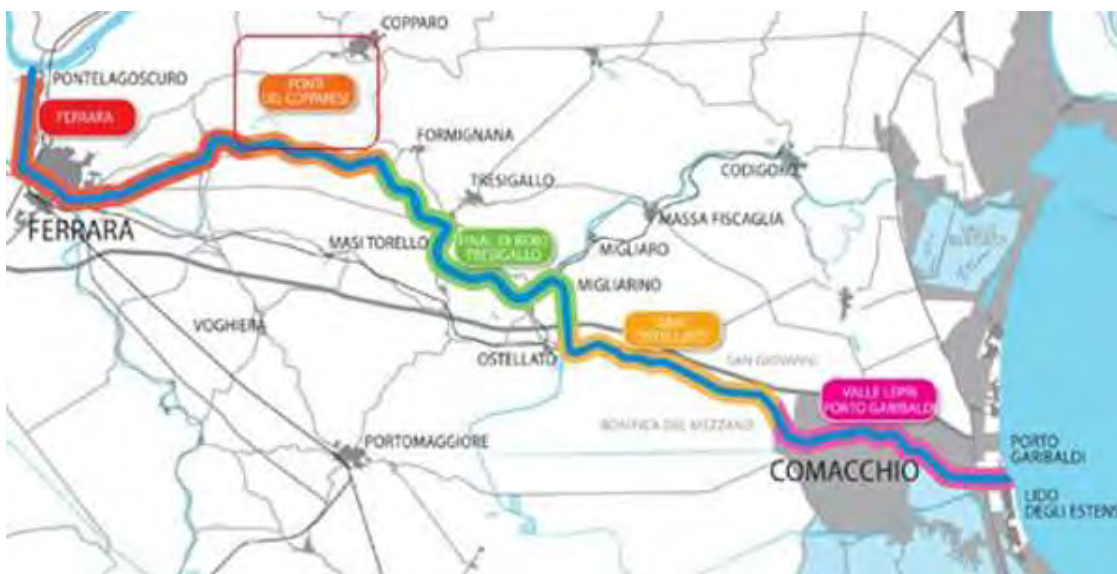 COPPARO
PONTELAGOSCURO
FERRARA
PONTI
DEL COPPARESE
FORMIGNANA
TRESIGALLO
CODIGORO
MASSA FISCAGLIA
FERRARA
MASI TORELLO
TRESIGALLO
MIGLIARO
MIGLIARINO
VOGHIERA
OSTELLATO
SAN GIOVANNI
VALLE LEPRI
PORTO GARIBALDI
BONIFICA DEL MEZZANO
PORTOMAGGIORE
COMACCHIO
PORTO
GARIBALDI
LIDO
DEGLI ESTENS